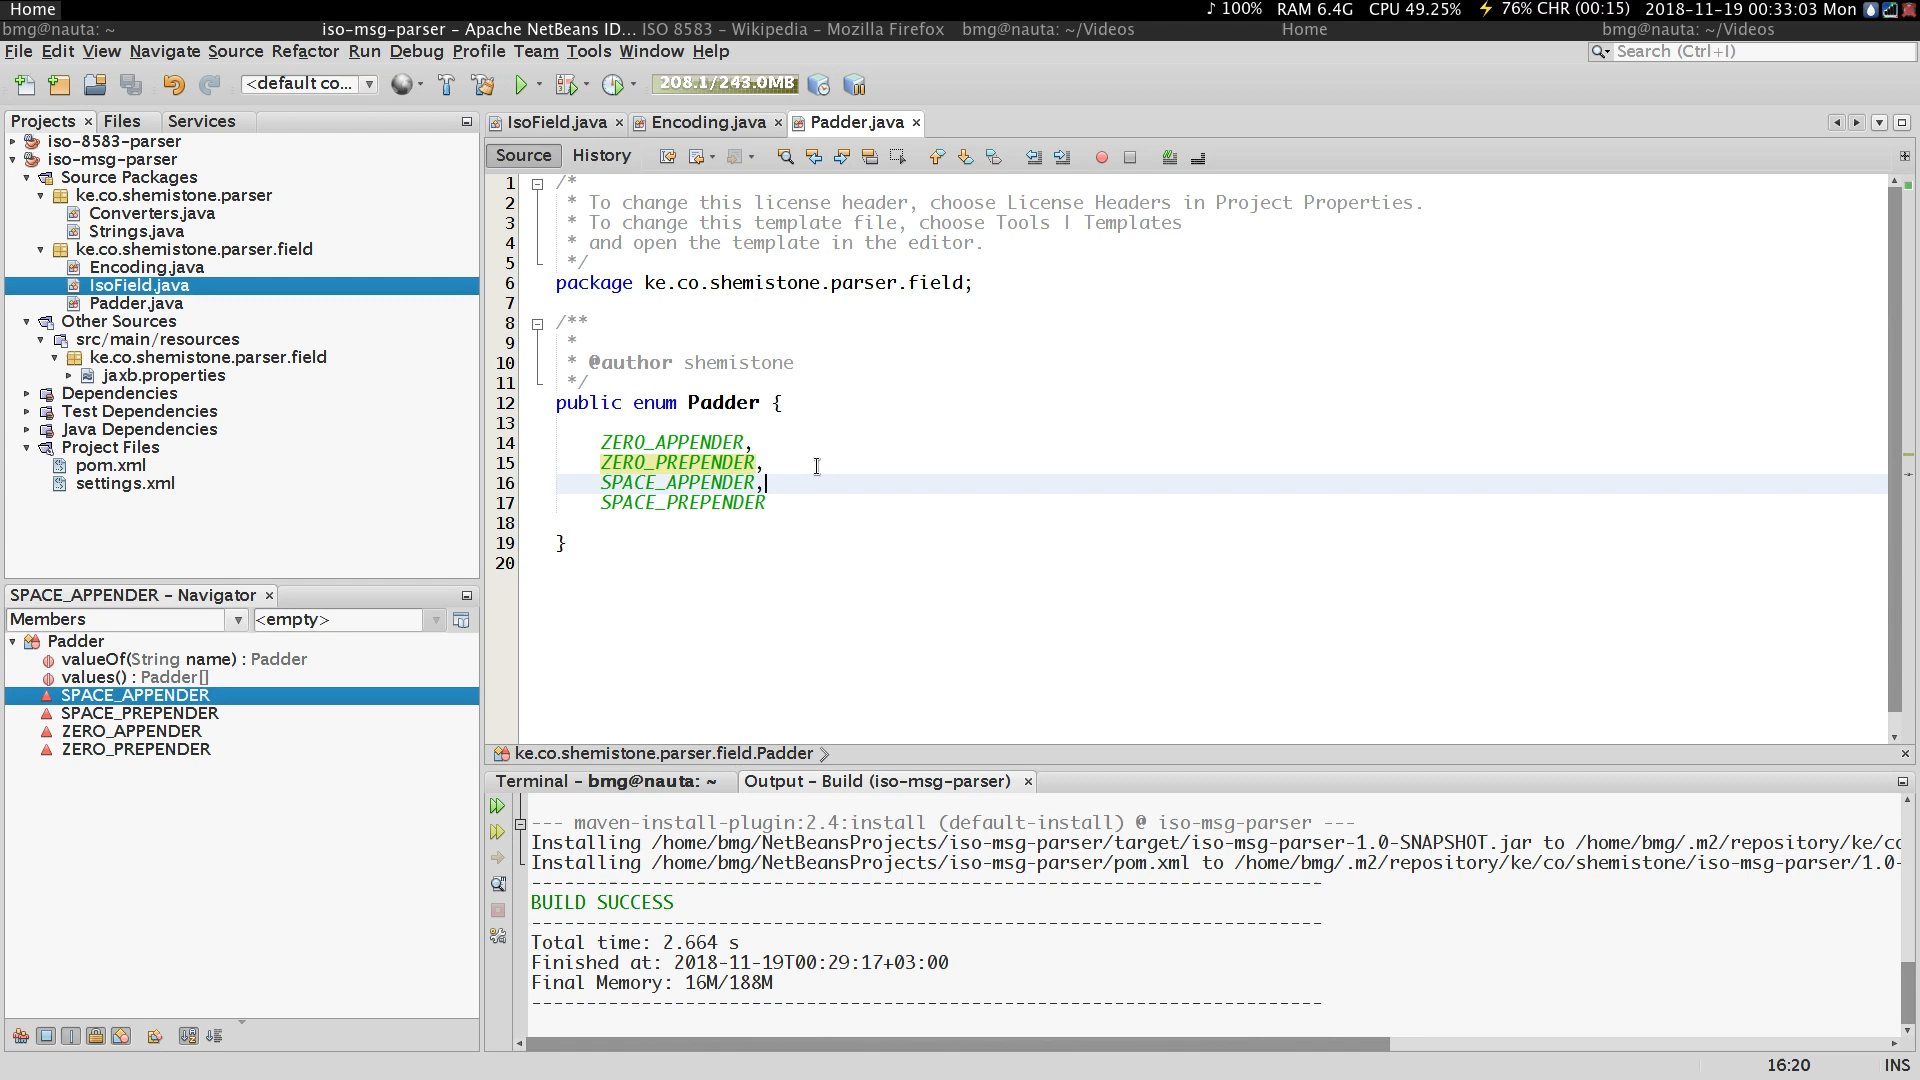 Home
♪ 100% RAM 6.4G CPU 49.25% ⚡ 76% CHR (00:15) 2018-11-19 00:33:03 Mon
bmg@nauta: ~ iso-msg-parser - Apache NetBeans ID... ISO 8583 - Wikipedia - Mozilla Firefox bmg@nauta: ~/Videos Home bmg@nauta: ~/Videos
File Edit View Navigate Source Refactor Run Debug Profile Team Tools Window Help
Search (Ctrl+I)
<default co... 208.1/243.0MB
Projects Files Services
iso-8583-parser
iso-msg-parser
Source Packages
ke.co.shemistone.parser
Converters.java
Strings.java
ke.co.shemistone.parser.field
Encoding.java
IsoField.java
Padder.java
Other Sources
src/main/resources
ke.co.shemistone.parser.field
jaxb.properties
Dependencies
Test Dependencies
Java Dependencies
Project Files
pom.xml
settings.xml
SPACE_APPENDER - Navigator
Members <empty>
Padder
valueOf(String name) : Padder
values() : Padder[]
SPACE_APPENDER
SPACE_PREPENDER
ZERO_APPENDER
ZERO_PREPENDER
IsoField.java Encoding.java Padder.java
Source History
1 /*
2 * To change this license header, choose License Headers in Project Properties.
3 * To change this template file, choose Tools | Templates
4 * and open the template in the editor.
5 */
6 package ke.co.shemistone.parser.field;
7
8 /**
9 *
10 * @author shemistone
11 */
12 public enum Padder {
13
14 ZERO_APPENDER,
15 ZERO_PREPENDER,
16 SPACE_APPENDER,
17 SPACE_PREPENDER
18
19 }
20
ke.co.shemistone.parser.field.Padder
Terminal - bmg@nauta: ~ Output - Build (iso-msg-parser)
--- maven-install-plugin:2.4:install (default-install) @ iso-msg-parser ---
Installing /home/bmg/NetBeansProjects/iso-msg-parser/target/iso-msg-parser-1.0-SNAPSHOT.jar to /home/bmg/.m2/repository/ke/co
Installing /home/bmg/NetBeansProjects/iso-msg-parser/pom.xml to /home/bmg/.m2/repository/ke/co/shemistone/iso-msg-parser/1.0-
------------------------------------------------------------------------
BUILD SUCCESS
------------------------------------------------------------------------
Total time: 2.664 s
Finished at: 2018-11-19T00:29:17+03:00
Final Memory: 16M/188M
------------------------------------------------------------------------
16:20 INS